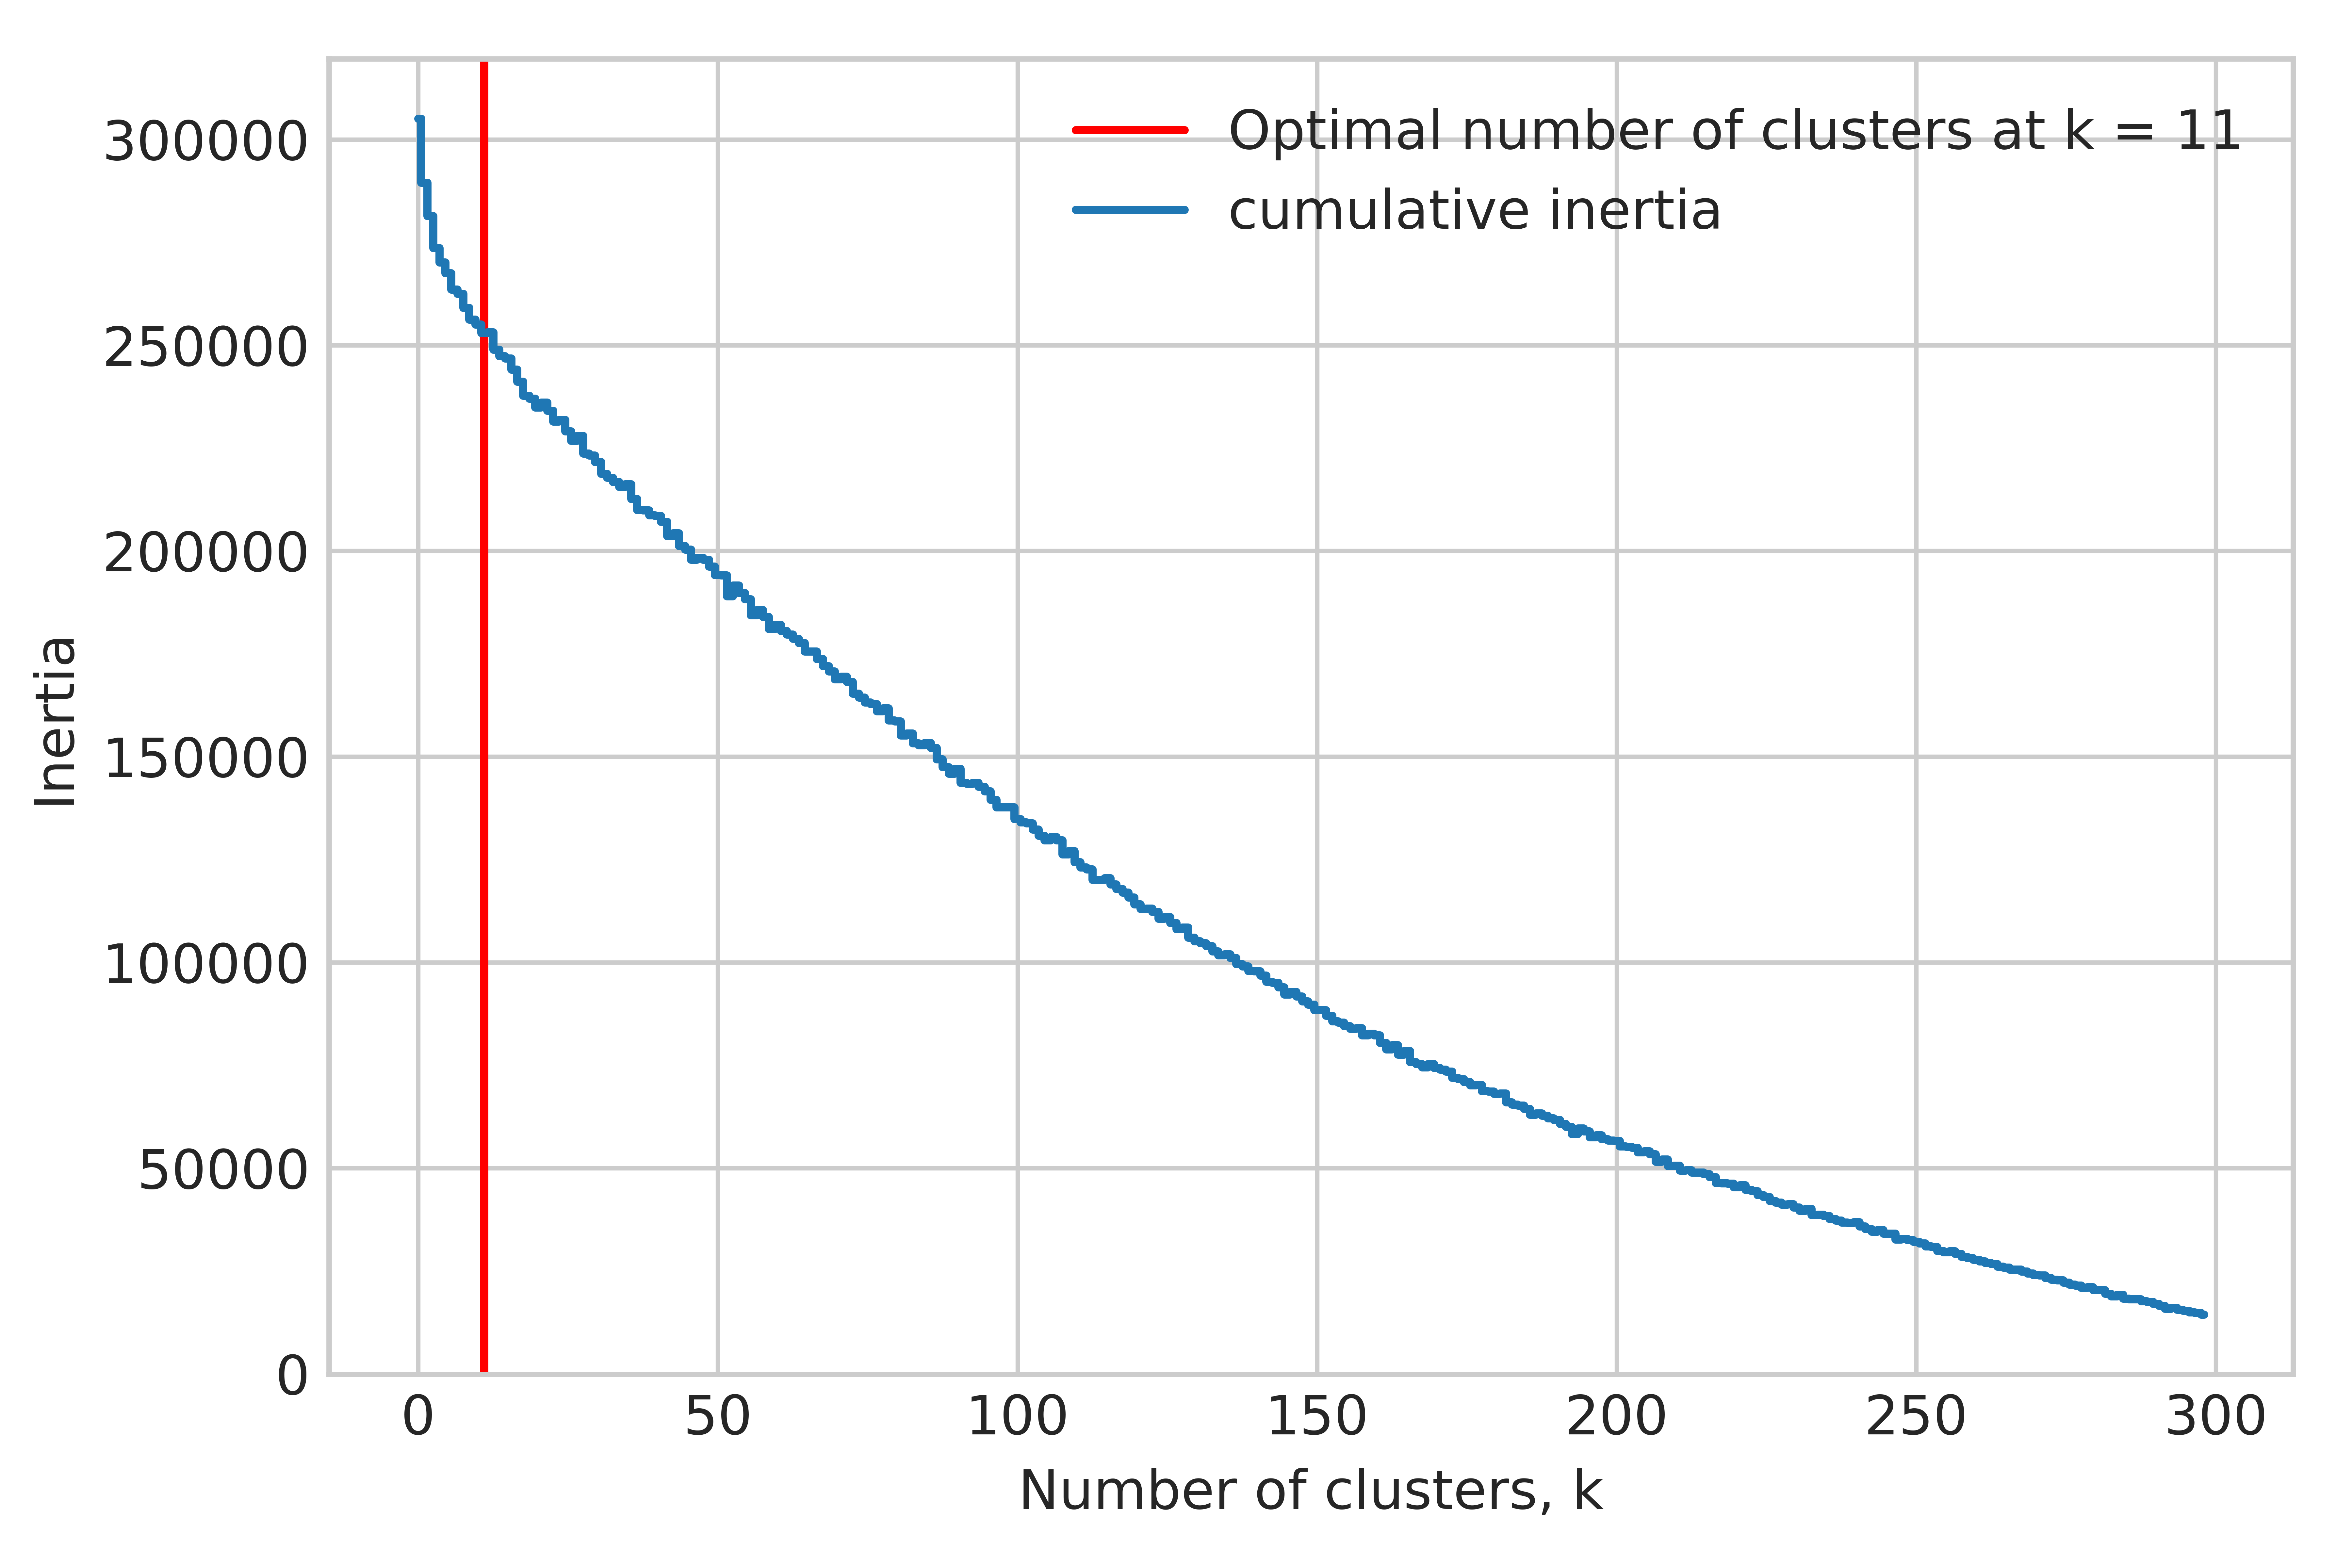 Optimal number of clusters at k = 11
cumulative inertia
300000
250000
200000
150000
100000
50000
0
Inertia
0 50 100 150 200 250 300
Number of clusters, k